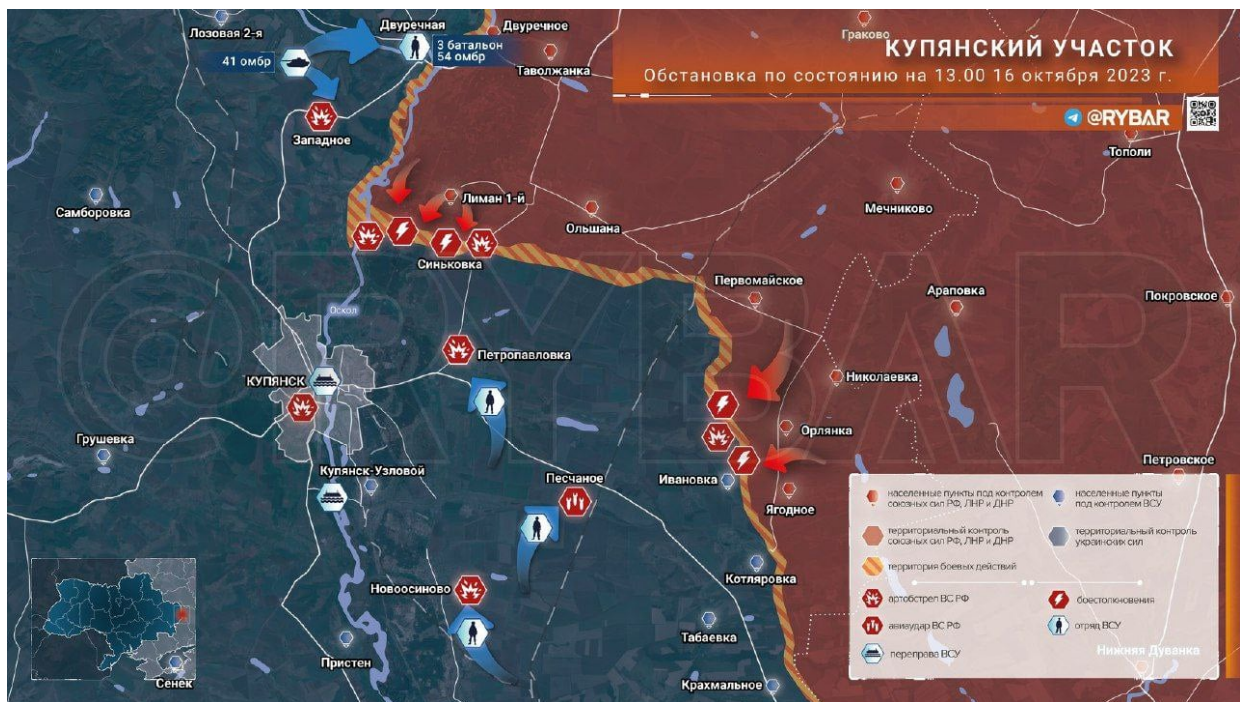 Лозовая 2-я
Двуречная
Двуречное
Граково
КУПЯНСКИЙ УЧАСТОК
Обстановка по состоянию на 13.00 16 октября 2023 г.
@RYBAR
41 омбр
3 батальон
54 омбр
Таволжанка
Западное
Тополи
Самборовка
Лиман 1-й
Ольшана
Мечниково
Синьковка
Первомайское
Араповка
Покровское
Оскол
@RYBAR
Петропавловка
КУПЯНСК
Николаевка
Грушевка
Орлянка
Купянск-Узловой
Песчаное
Ивановка
Ягодное
Петровское
населенные пункты под контролем
союзных сил РФ, ЛНР и ДНР
населенные пункты
под контролем ВСУ
территориальный контроль
союзных сил РФ, ЛНР и ДНР
территориальный контроль
украинских сил
территория боевых действий
артобстрел ВС РФ
боестолкновения
авиаудар ВС РФ
отряд ВСУ
переправа ВСУ
Нижняя Дуванка
Котляровка
Новоосиново
Табаевка
Пристен
Сенек
Крахмальное